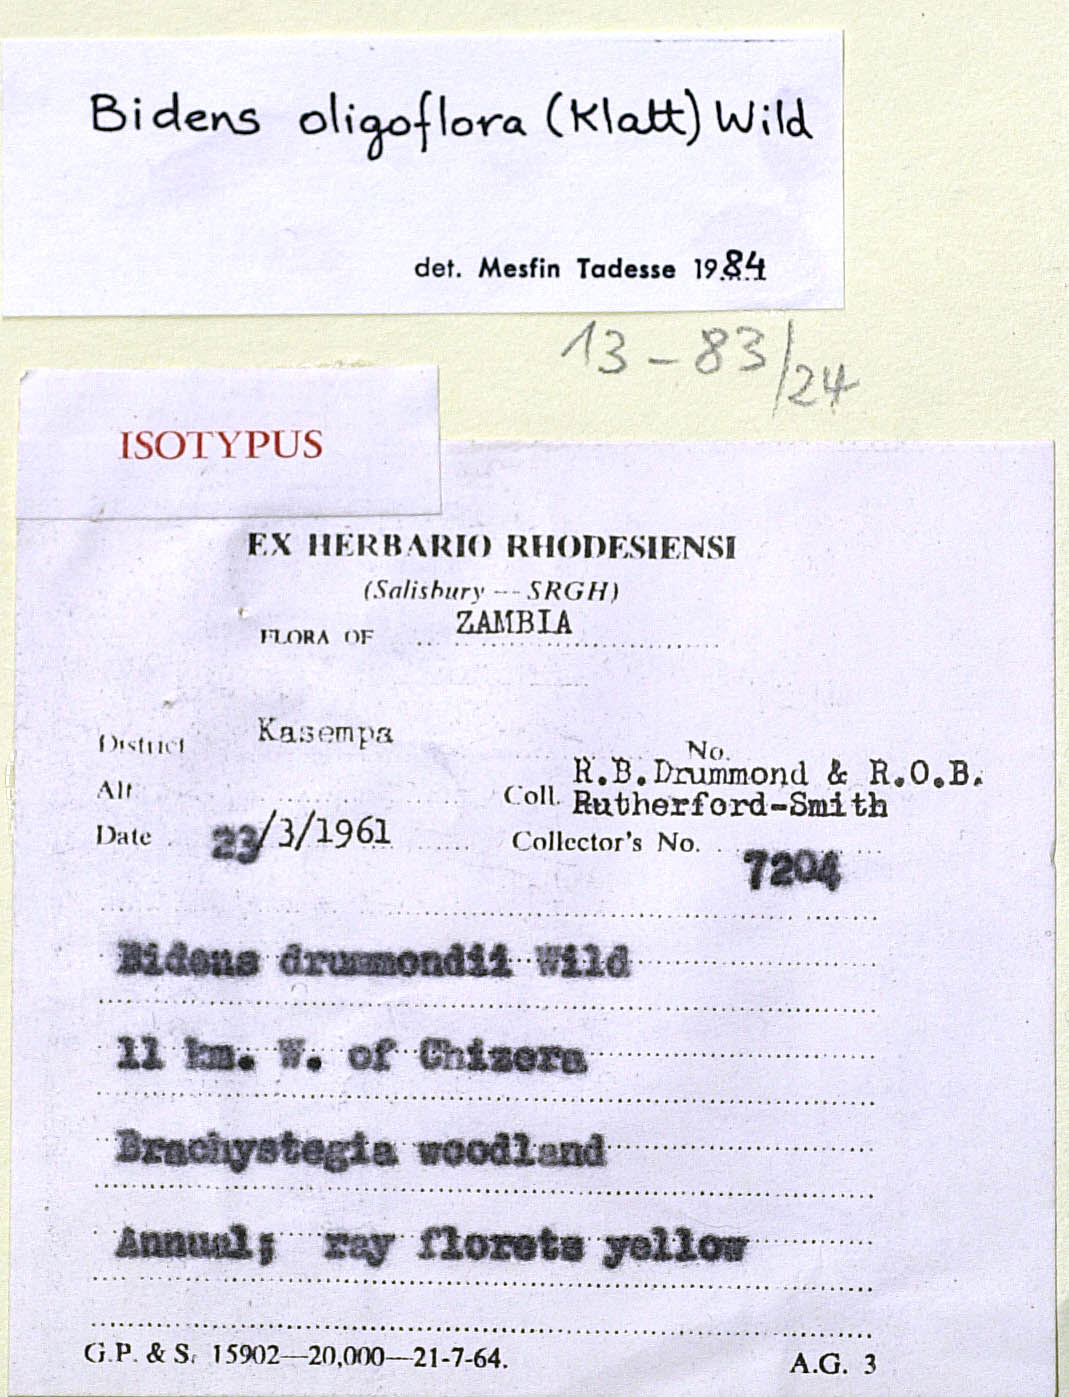 Bidens oligoflora (Klatt) Wild
det. Mesfin Tadesse 1984
13-83/24
ISOTYPUS
EX HERBARIO RHODESIENSI
(Salisbury — SRGH)
FLORA OF ZAMBIA
District Kasempa
No.
Alt.
Coll. R.B.Drummond & R.O.B. Rutherford-Smith
Date 23/3/1961
Collector's No. 7204
Bidens drummondii Wild
11 km. W. of Chizera
Brachystegia woodland
Annual; ray florets yellow
G.P. & S. 15902—20,000—21-7-64.
A.G. 3